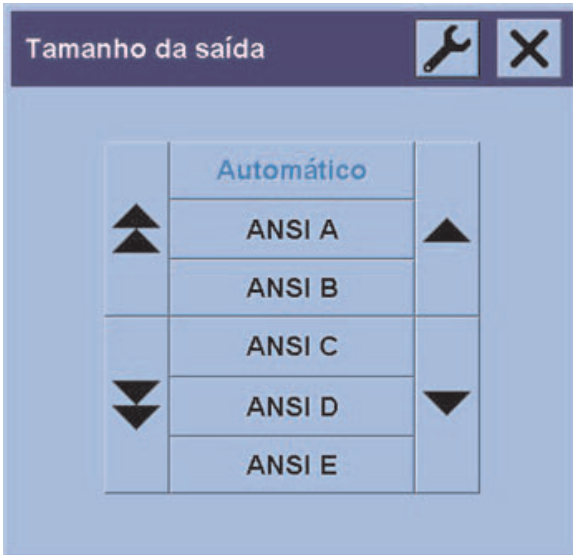 Tamanho da saída
Automático
ANSI A
ANSI B
ANSI C
ANSI D
ANSI E